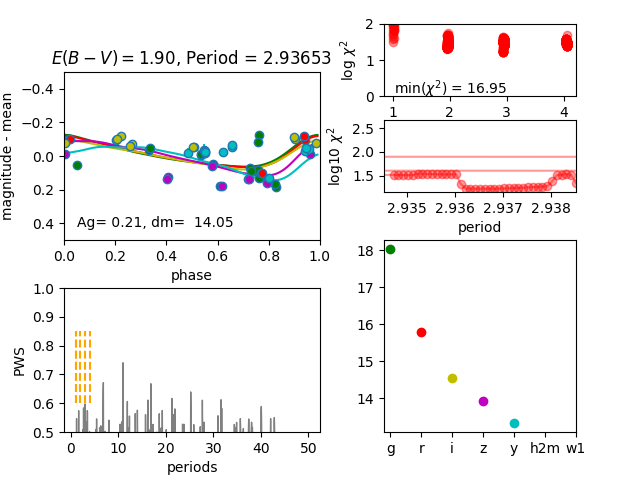 E(B − V) = 1.90, Period = 2.93653
magnitude - mean
−0.4
−0.2
0.0
0.2
0.4
Ag= 0.21, dm=  14.05
0.0 0.2 0.4 0.6 0.8 1.0
phase
log χ²
2
1
0
min(χ²) = 16.95
1 2 3 4
log10 χ²
2.5
2.0
1.5
2.935 2.936 2.937 2.938
period
PWS
1.0
0.9
0.8
0.7
0.6
0.5
0 10 20 30 40 50
periods
18
17
16
15
14
g r i z y h2m w1